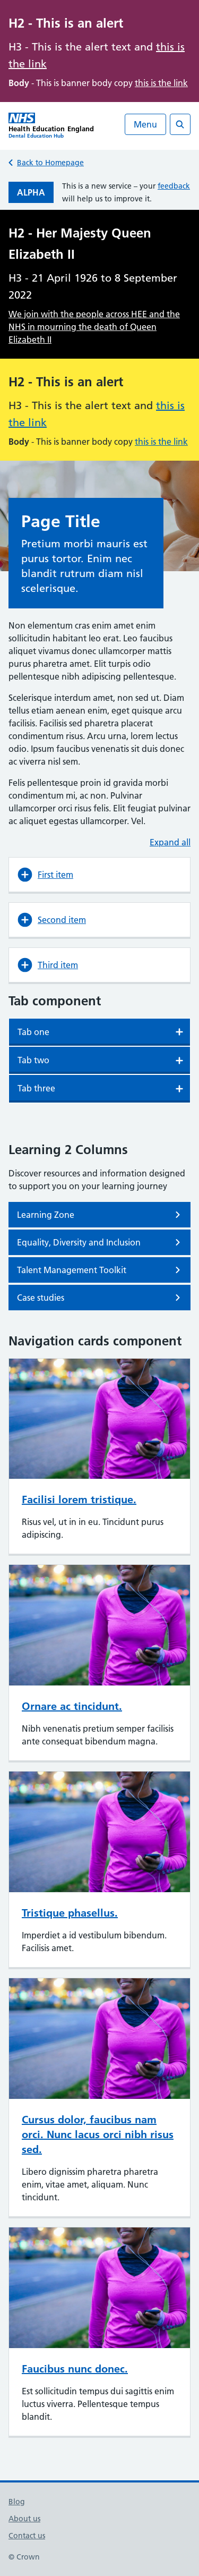 H2 - This is an alert
H3 - This is the alert text and this is
the link
Body - This is banner body copy this is the link
NHS
Health Education England
Dental Education Hub
Menu
Back to Homepage
ALPHA
This is a new service – your feedback
will help us to improve it.
H2 - Her Majesty Queen
Elizabeth II
H3 - 21 April 1926 to 8 September
2022
We join with the people across HEE and the
NHS in mourning the death of Queen
Elizabeth II
H2 - This is an alert
H3 - This is the alert text and this is
the link
Body - This is banner body copy this is the link
Page Title
Pretium morbi mauris est
purus tortor. Enim nec
blandit rutrum diam nisl
scelerisque.
Non elementum cras enim amet enim
sollicitudin habitant leo erat. Leo faucibus
aliquet vivamus donec ullamcorper mattis
purus pharetra amet. Elit turpis odio
pellentesque nibh adipiscing pellentesque.
Scelerisque interdum amet, non sed ut. Diam
tellus etiam aenean enim, eget quisque arcu
facilisis. Facilisis sed pharetra placerat
condimentum risus. Arcu urna, lorem lectus
odio. Ipsum faucibus venenatis sit duis donec
ac viverra nisl sem.
Felis pellentesque proin id gravida morbi
condimentum mi, ac non. Pulvinar
ullamcorper orci risus felis. Elit feugiat pulvinar
ac aliquet egestas ullamcorper. Vel.
Expand all
First item
Second item
Third item
Tab component
Tab one
Tab two
Tab three
Learning 2 Columns
Discover resources and information designed
to support you on your learning journey
Learning Zone
Equality, Diversity and Inclusion
Talent Management Toolkit
Case studies
Navigation cards component
Facilisi lorem tristique.
Risus vel, ut in in eu. Tincidunt purus
adipiscing.
Ornare ac tincidunt.
Nibh venenatis pretium semper facilisis
ante consequat bibendum magna.
Tristique phasellus.
Imperdiet a id vestibulum bibendum.
Facilisis amet.
Cursus dolor, faucibus nam
orci. Nunc lacus orci nibh risus
sed.
Libero dignissim pharetra pharetra
enim, vitae amet, aliquam. Nunc
tincidunt.
Faucibus nunc donec.
Est sollicitudin tempus dui sagittis enim
luctus viverra. Pellentesque tempus
blandit.
Blog
About us
Contact us
© Crown